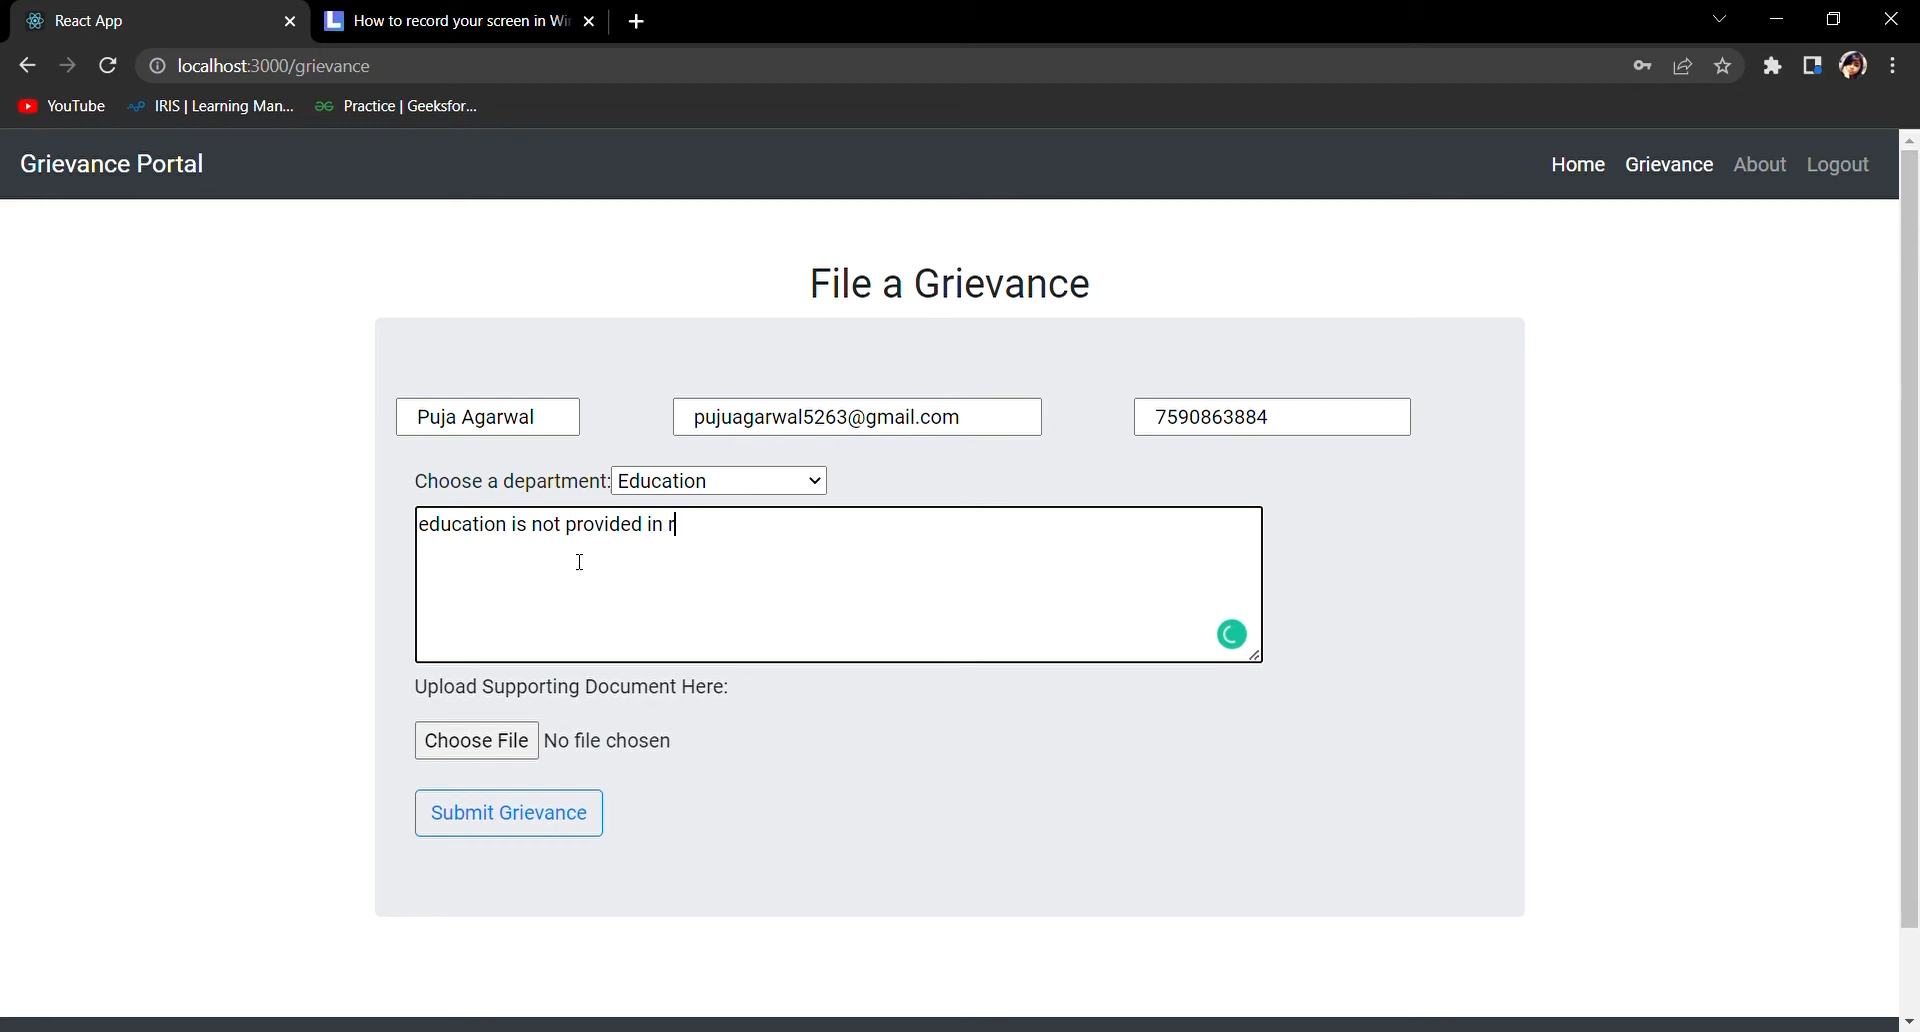 React App
How to record your screen in Wi
localhost:3000/grievance
YouTube
IRIS | Learning Man...
Practice | Geeksfor...
Grievance Portal
Home
Grievance
About
Logout
File a Grievance
Puja Agarwal
pujuagarwal5263@gmail.com
7590863884
Choose a department: Education
education is not provided in r
Upload Supporting Document Here:
Choose File No file chosen
Submit Grievance